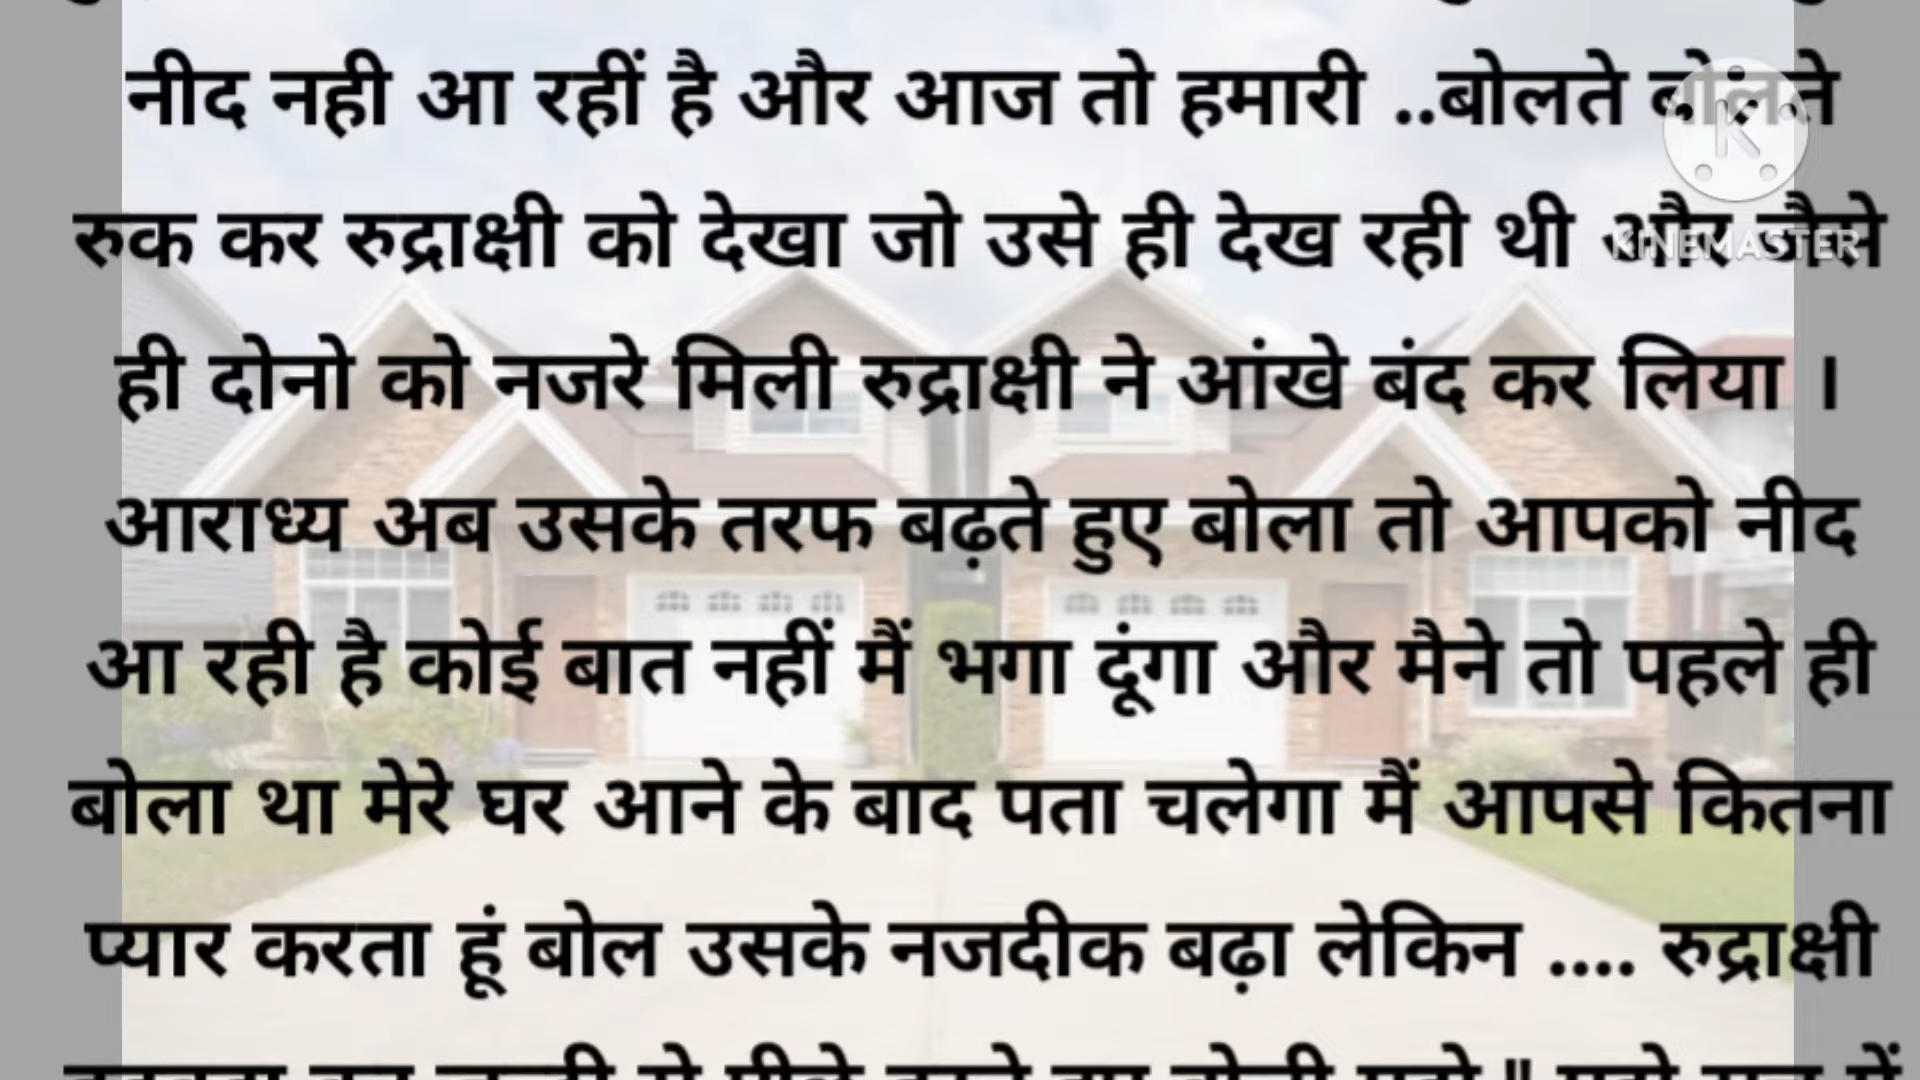 नीद नही आ रहीं है और आज तो हमारी ..बोलते बोलते
रुक कर रुद्राक्षी को देखा जो उसे ही देख रही थी और जैसे
KINEMASTER
ही दोनो को नजरे मिली रुद्राक्षी ने आंखे बंद कर लिया ।
आराध्य अब उसके तरफ बढ़ते हुए बोला तो आपको नीद
आ रही है कोई बात नहीं मैं भगा दूंगा और मैने तो पहले ही
बोला था मेरे घर आने के बाद पता चलेगा मैं आपसे कितना
प्यार करता हूं बोल उसके नजदीक बढ़ा लेकिन .... रुद्राक्षी